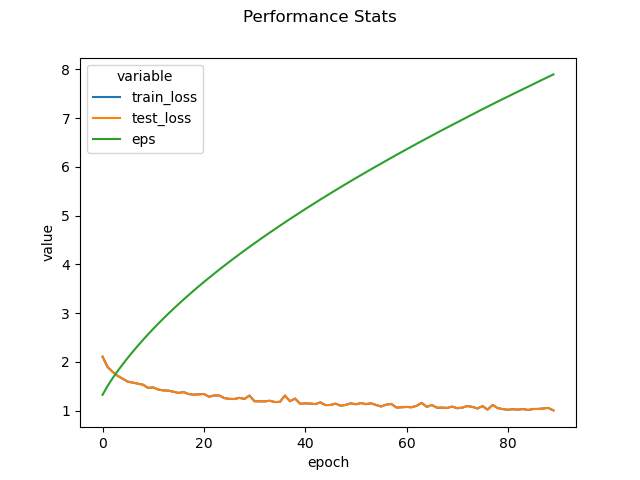 Performance Stats
variable
train_loss
test_loss
eps
8
7
6
5
4
3
2
1
value
0 20 40 60 80
epoch